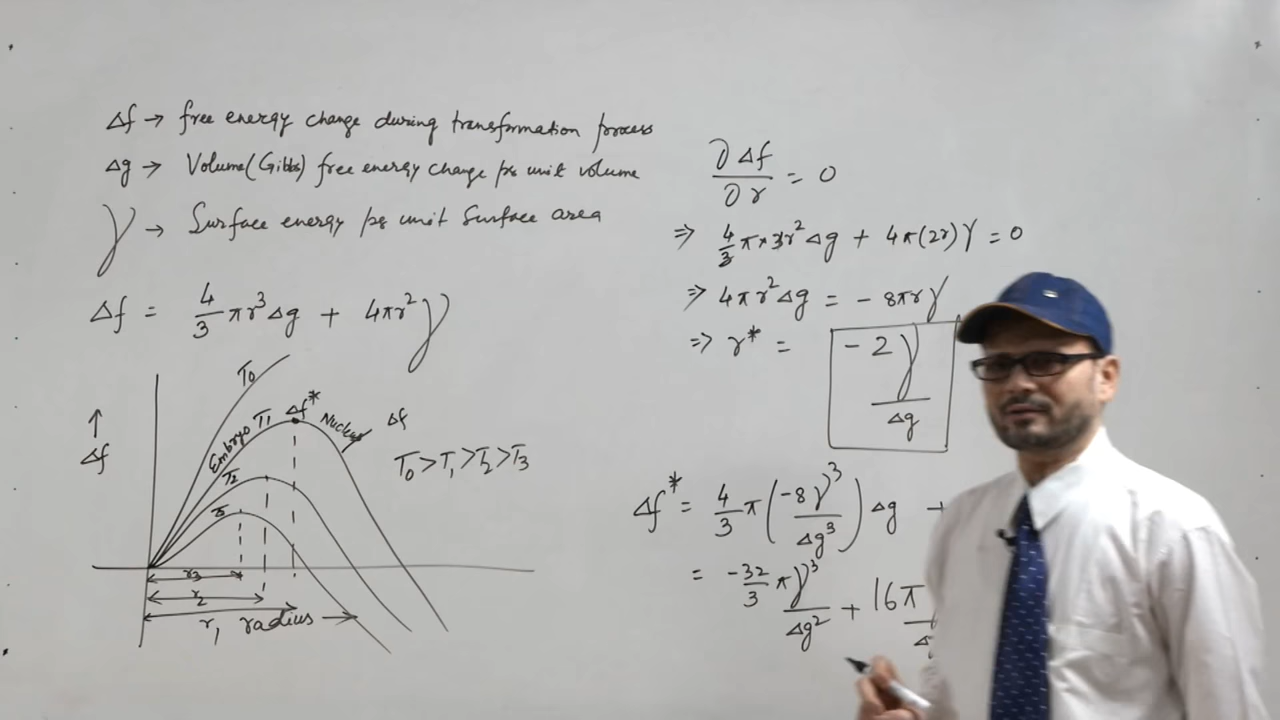 Δf → free energy change during transformation process
Δg → Volume(Gibbs) free energy change per unit volume
γ → Surface energy per unit Surface area
Δf = 4/3 πr³Δg + 4πr²γ
T₀
Embryo T₁ Δf* Nucleus Δf
T₂
↑
Δf
T₀ > T₁ > T₂ > T₃
r₃
r₂
r₁ radius →
∂Δf/∂r = 0
⇒ 4/3 π×3r²Δg + 4π(2r)γ = 0
⇒ 4πr²Δg = -8πrγ
⇒ r* = -2γ/Δg
Δf* = 4/3 π(-8γ³/Δg³)Δg +
= -32/3 πγ³/Δg² + 16π